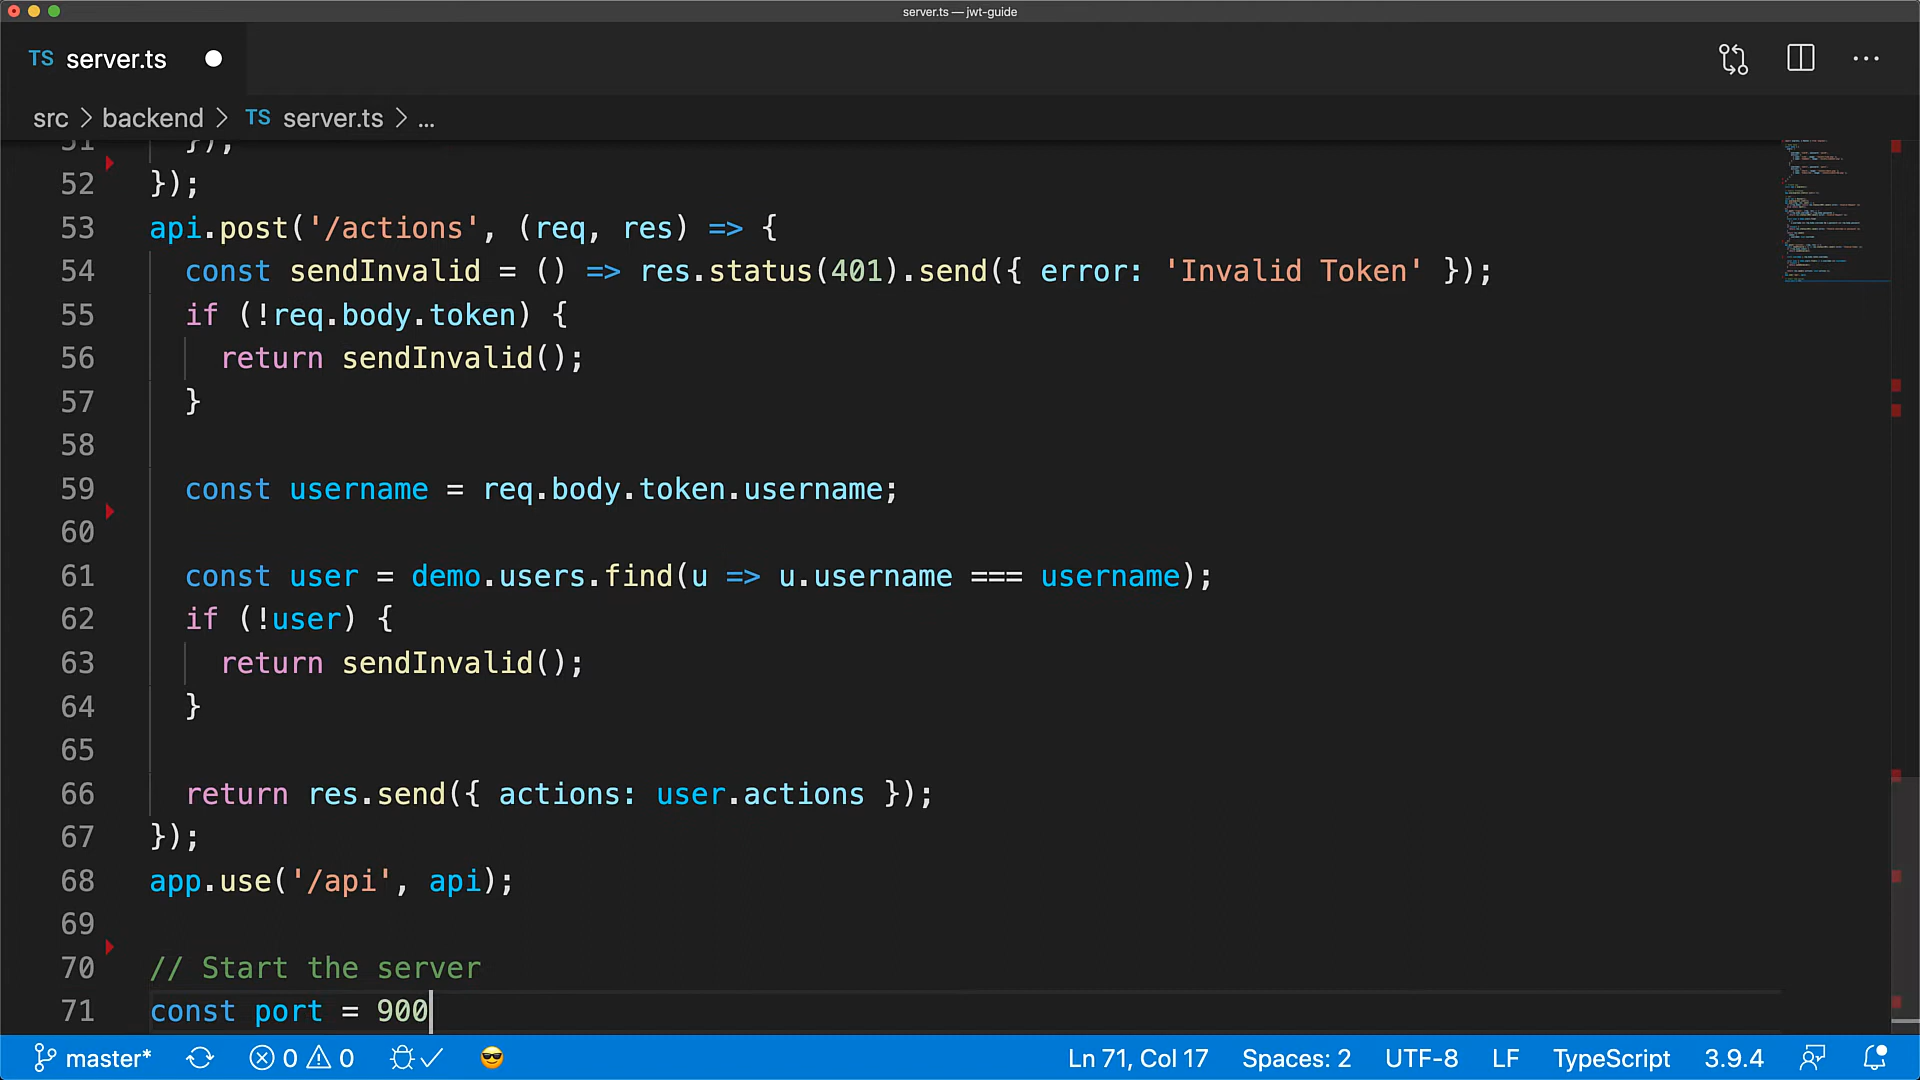 server.ts — jwt-guide
TS server.ts
src > backend > TS server.ts > ...
51 });
52 });
53 api.post('/actions', (req, res) => {
54 const sendInvalid = () => res.status(401).send({ error: 'Invalid Token' });
55 if (!req.body.token) {
56 return sendInvalid();
57 }
58
59 const username = req.body.token.username;
60
61 const user = demo.users.find(u => u.username === username);
62 if (!user) {
63 return sendInvalid();
64 }
65
66 return res.send({ actions: user.actions });
67 });
68 app.use('/api', api);
69
70 // Start the server
71 const port = 900
master* 0 0 Ln 71, Col 17 Spaces: 2 UTF-8 LF TypeScript 3.9.4